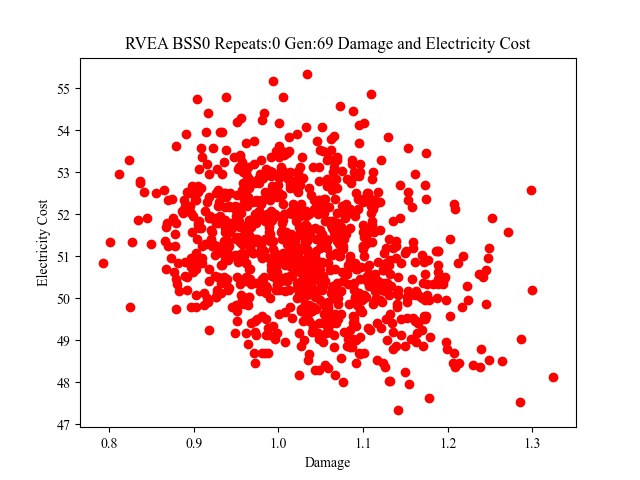 RVEA BSS0 Repeats:0 Gen:69 Damage and Electricity Cost
55
54
53
52
51
50
49
48
47
Electricity Cost
0.8 0.9 1.0 1.1 1.2 1.3
Damage